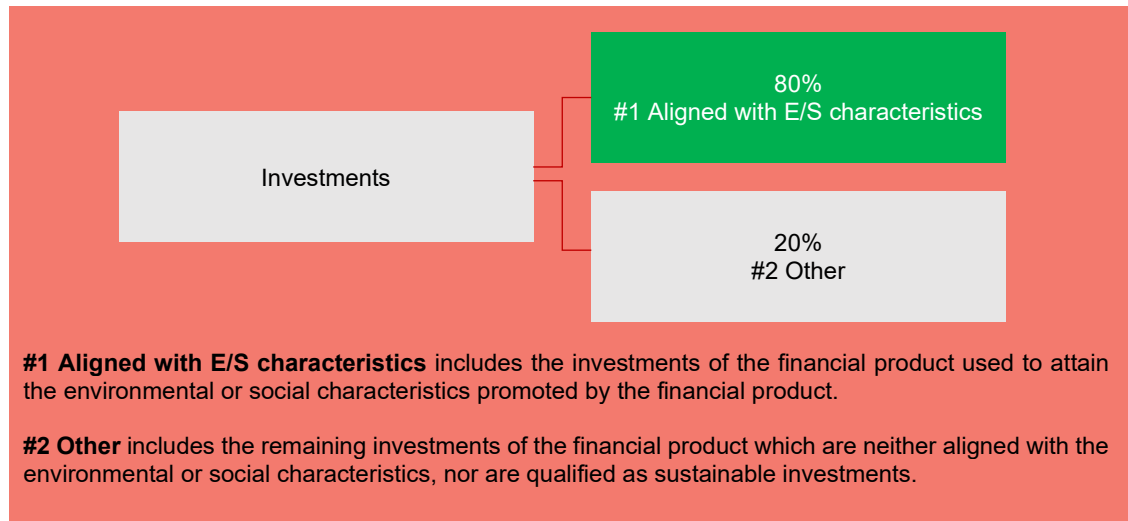 80%
#1 Aligned with E/S characteristics
Investments
20%
#2 Other
#1 Aligned with E/S characteristics includes the investments of the financial product used to attain
the environmental or social characteristics promoted by the financial product.
#2 Other includes the remaining investments of the financial product which are neither aligned with the
environmental or social characteristics, nor are qualified as sustainable investments.